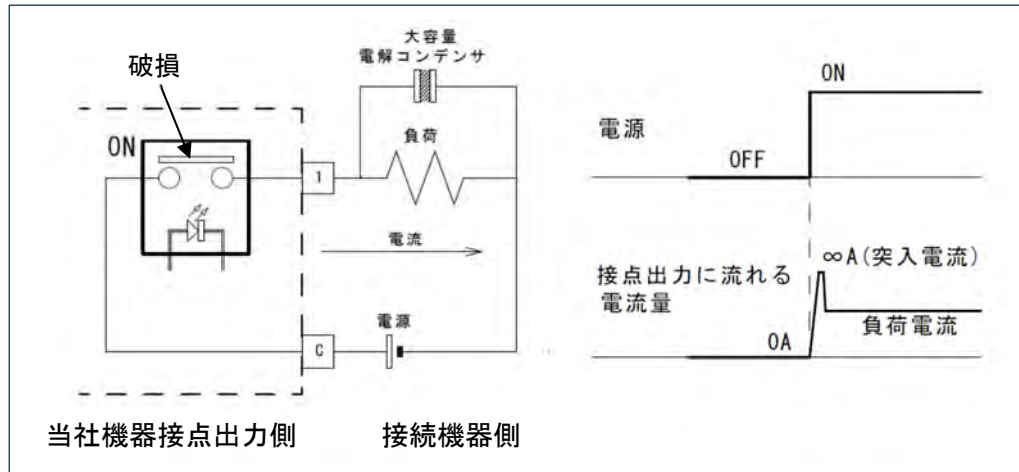 破損
ON
大容量
電解コンデンサ
負荷
1
電流
電源
C
当社機器接点出力側
接続機器側
電源
ON
OFF
接点出力に流れる
電流量
∞A(突入電流)
0A
負荷電流